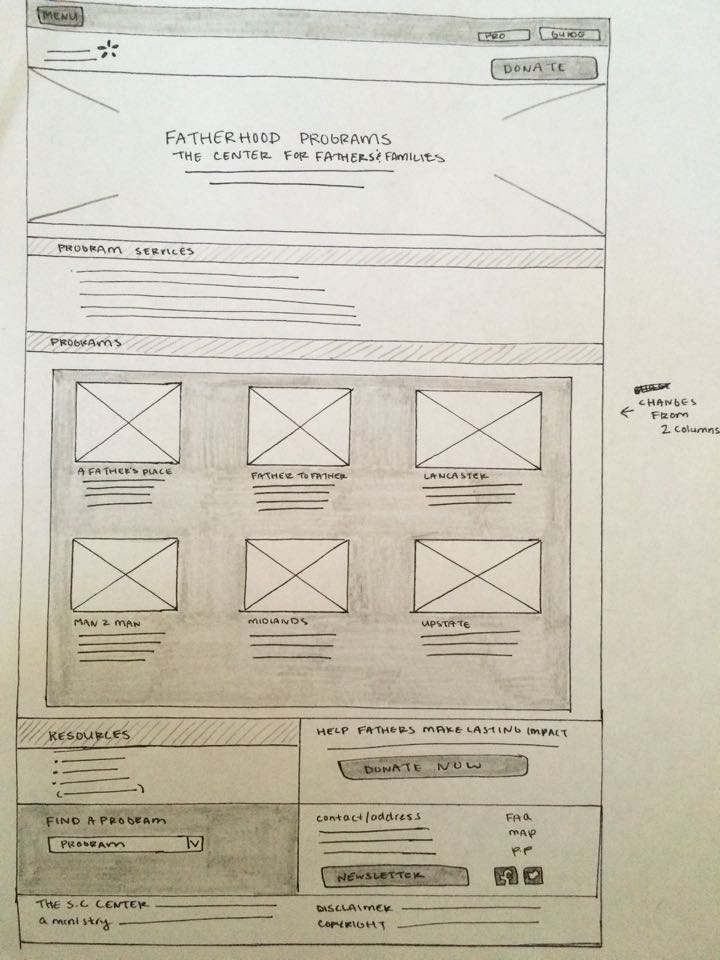 MENU
PRO
GUIDE
DONATE
FATHERHOOD PROGRAMS
THE CENTER FOR FATHERS & FAMILIES
PROGRAM SERVICES
PROGRAMS
CHANGES
FROM
2 columns
A FATHER'S PLACE
FATHER TO FATHER
LANCASTER
MAN 2 MAN
MIDLANDS
UPSTATE
RESOURCES
HELP FATHERS MAKE LASTING IMPACT
DONATE NOW
FIND A PROGRAM
PROGRAM
contact/address
FAQ
MAP
P.P
NEWSLETTER
THE S.C CENTER
a ministry
DISCLAIMER
COPYRIGHT